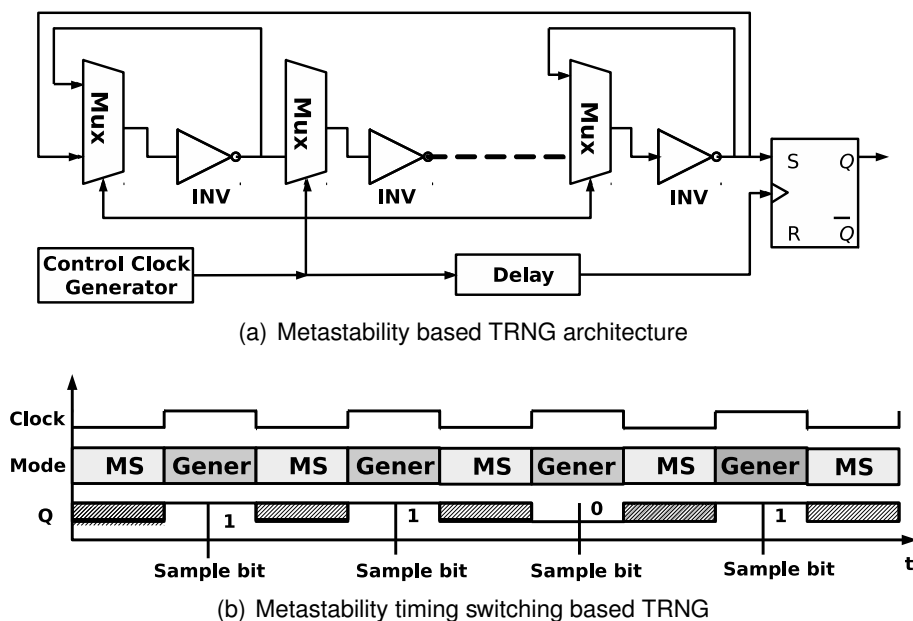 Mux
Mux
Mux
INV
INV
INV
S Q
R Q
Control Clock
Generator
Delay
(a) Metastability based TRNG architecture
Clock
Mode MS Gener MS Gener MS Gener MS Gener MS
Q 1 1 0 1
t
Sample bit Sample bit Sample bit Sample bit
(b) Metastability timing switching based TRNG